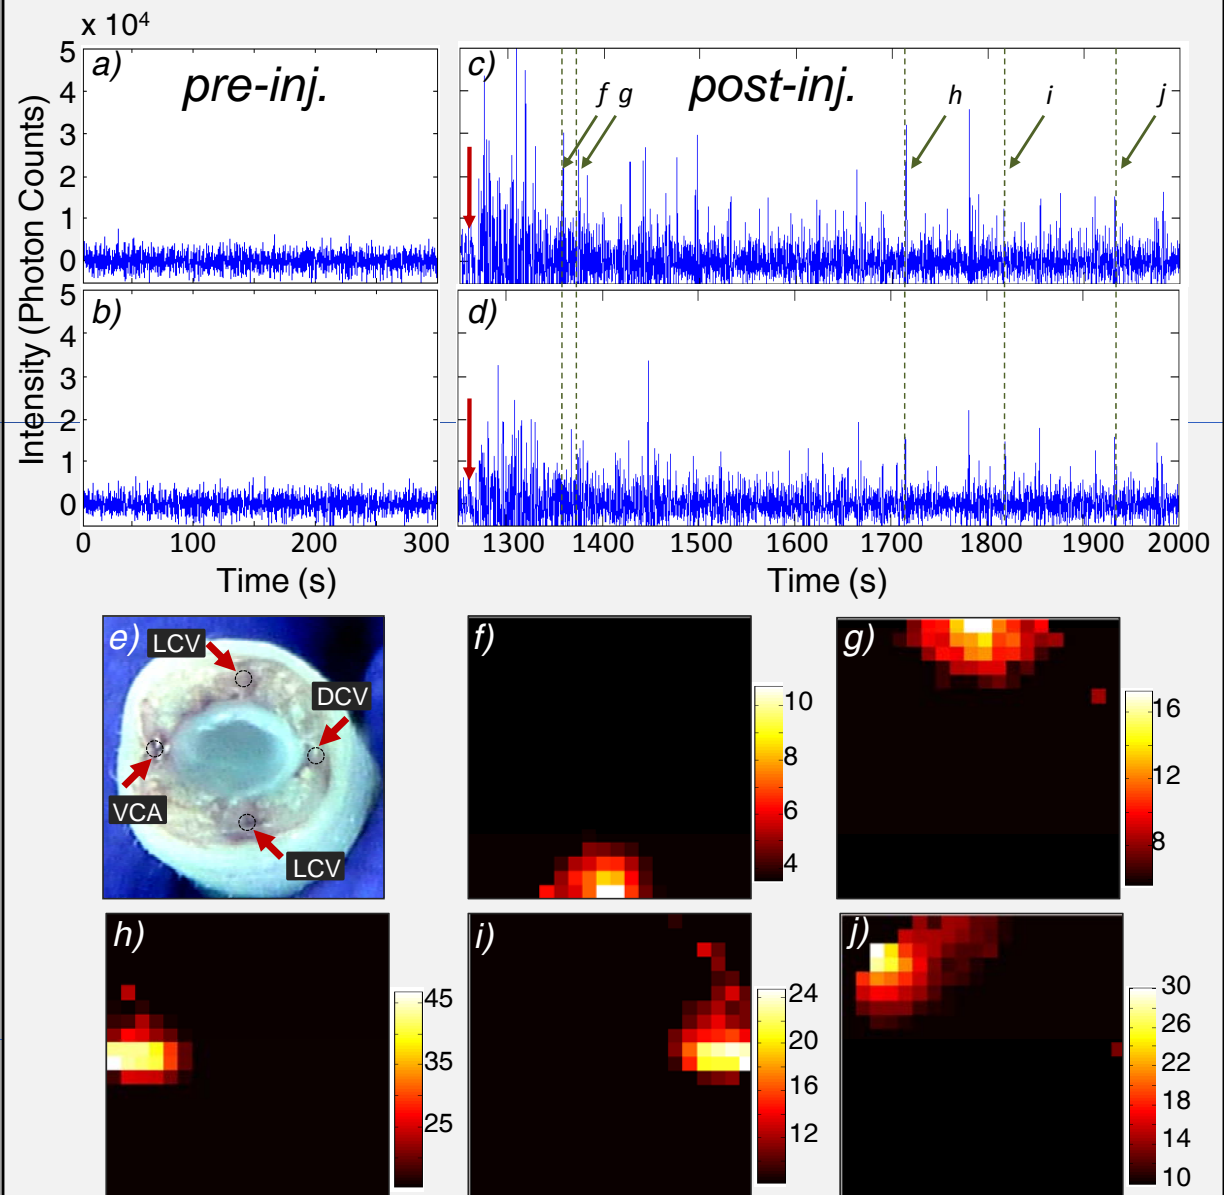 x 10⁴
Intensity (Photon Counts)
5
4
3
2
1
0
a)
pre-inj.
c)
post-inj.
f g
h
i
j
5
4
3
2
1
0
b)
d)
0 100 200 300
1300 1400 1500 1600 1700 1800 1900 2000
Time (s)
Time (s)
e)
LCV
DCV
VCA
LCV
f)
10
8
6
4
g)
16
12
8
h)
45
35
25
i)
24
20
16
12
j)
30
26
22
18
14
10